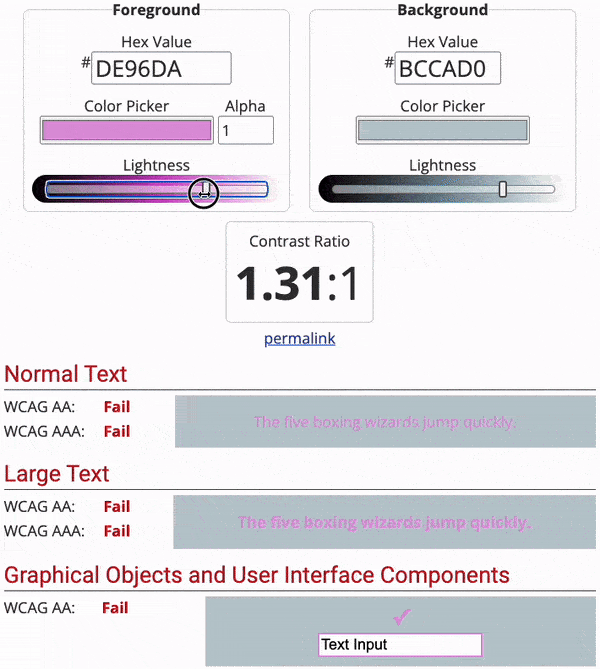 Foreground
Background
Hex Value
Hex Value
# DE96DA
# BCCAD0
Color Picker Alpha
Color Picker
1
Lightness
Lightness
Contrast Ratio
1.31:1
permalink
Normal Text
WCAG AA: Fail
The five boxing wizards jump quickly.
WCAG AAA: Fail
Large Text
WCAG AA: Fail
The five boxing wizards jump quickly.
WCAG AAA: Fail
Graphical Objects and User Interface Components
WCAG AA: Fail
✓
Text Input